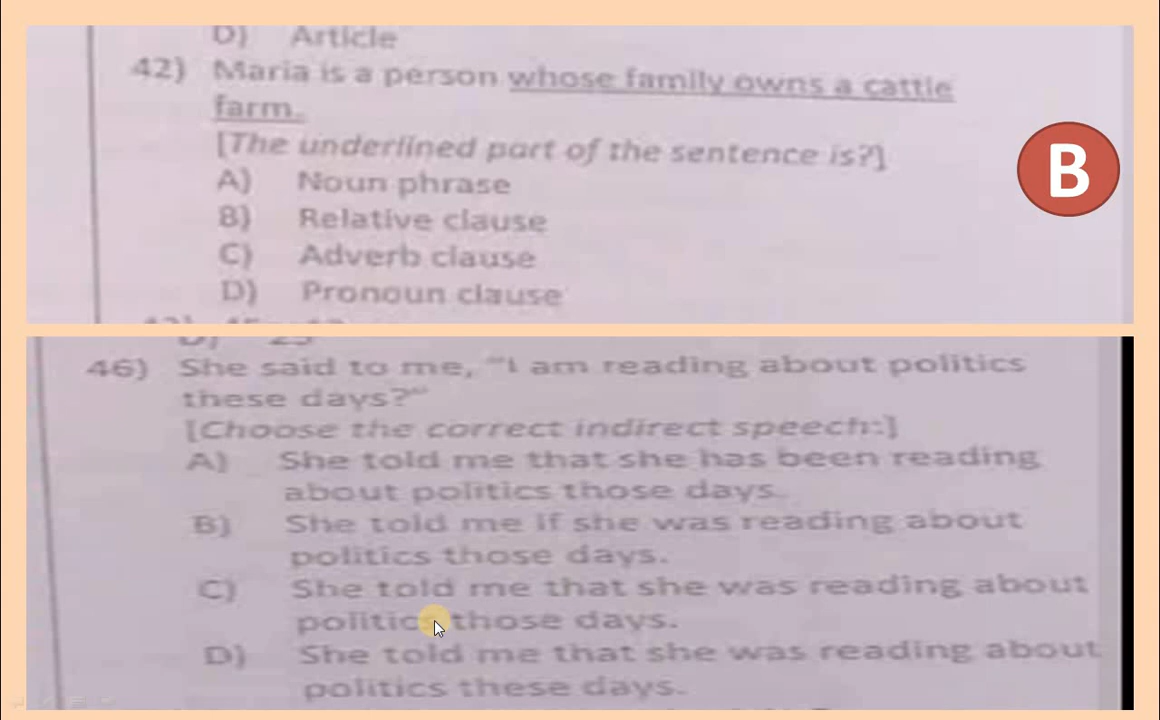 D) Article
42) Maria is a person whose family owns a cattle
farm.
[The underlined part of the sentence is?]
A) Noun phrase
B) Relative clause
C) Adverb clause
D) Pronoun clause
B
46) She said to me, "I am reading about politics
these days?"
[Choose the correct indirect speech:]
A) She told me that she has been reading
about politics those days.
B) She told me if she was reading about
politics those days.
C) She told me that she was reading about
politics those days.
D) She told me that she was reading about
politics these days.